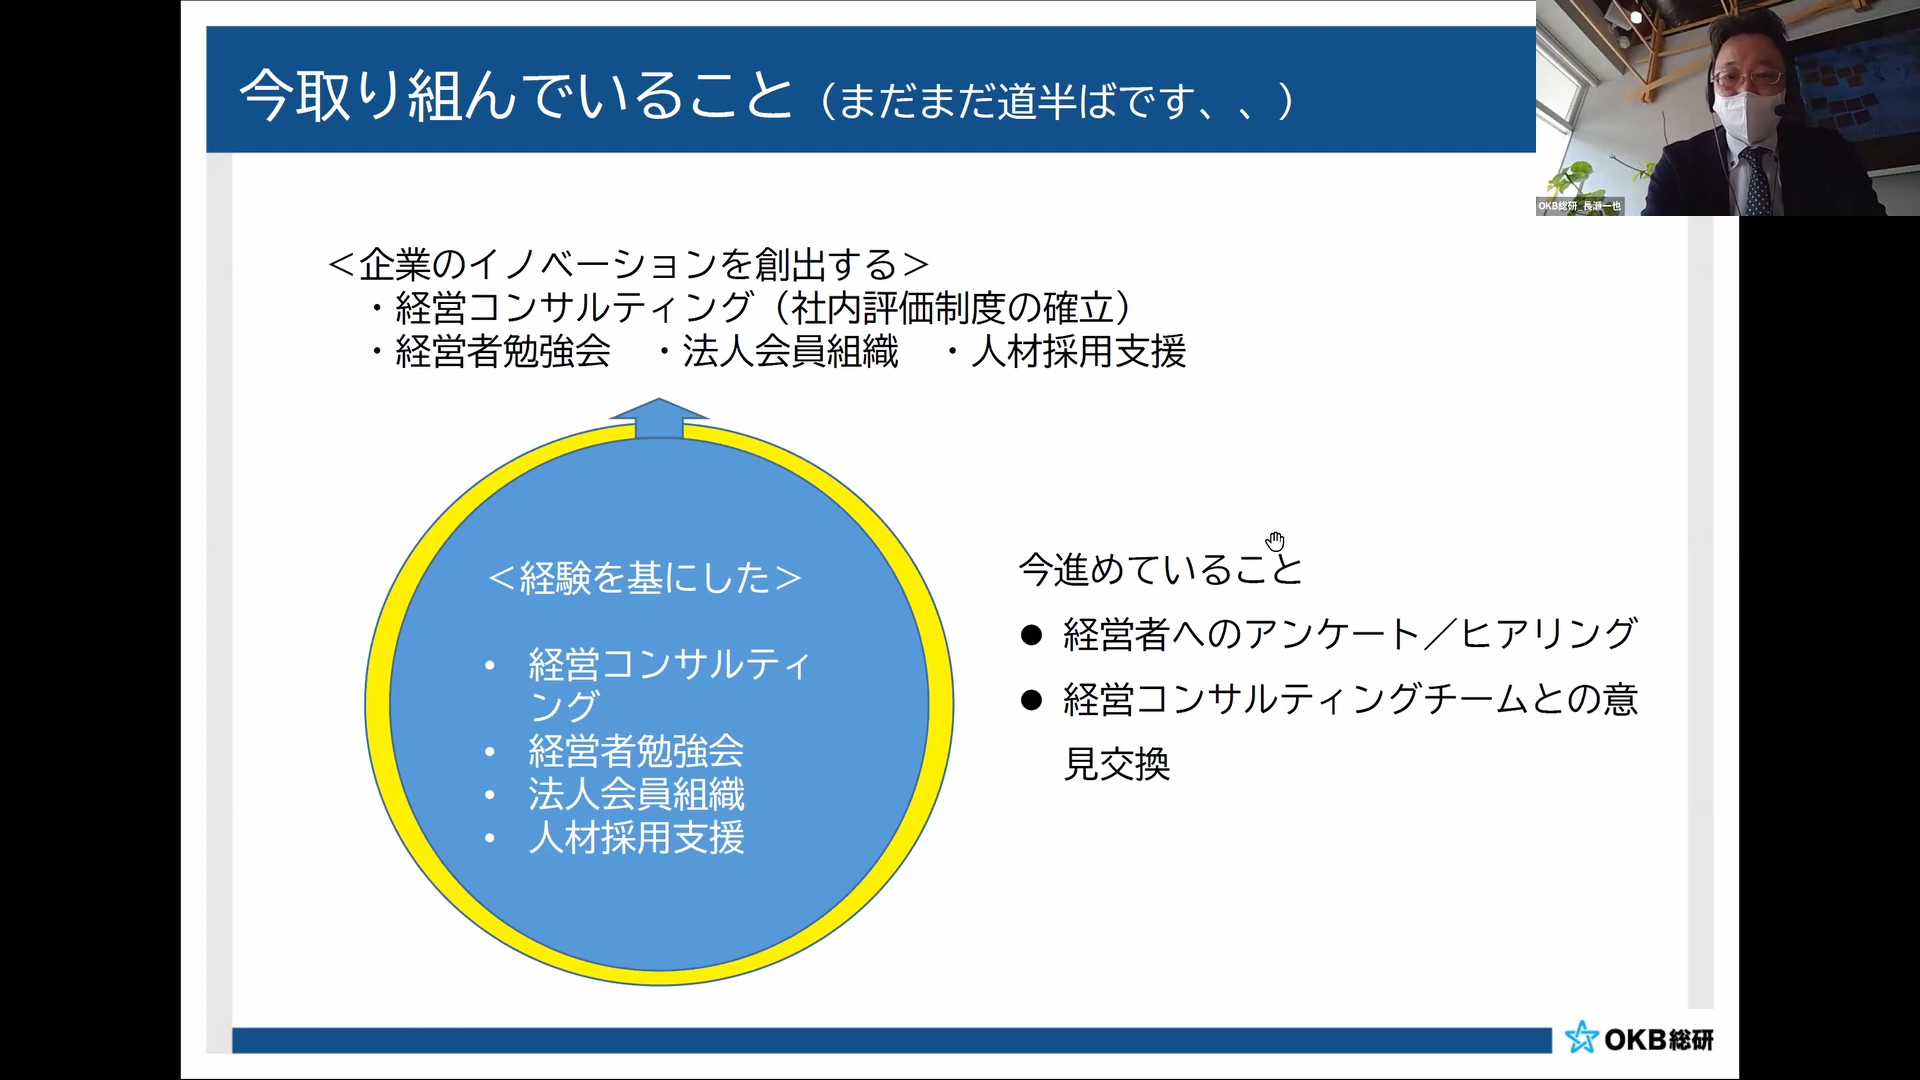 今取り組んでいること（まだまだ道半ばです、、）
OKB総研_長瀬一也
＜企業のイノベーションを創出する＞
・経営コンサルティング（社内評価制度の確立）
・経営者勉強会　・法人会員組織　・人材採用支援
＜経験を基にした＞
• 経営コンサルティ
ング
• 経営者勉強会
• 法人会員組織
• 人材採用支援
今進めていること
● 経営者へのアンケート／ヒアリング
● 経営コンサルティングチームとの意
見交換
OKB総研